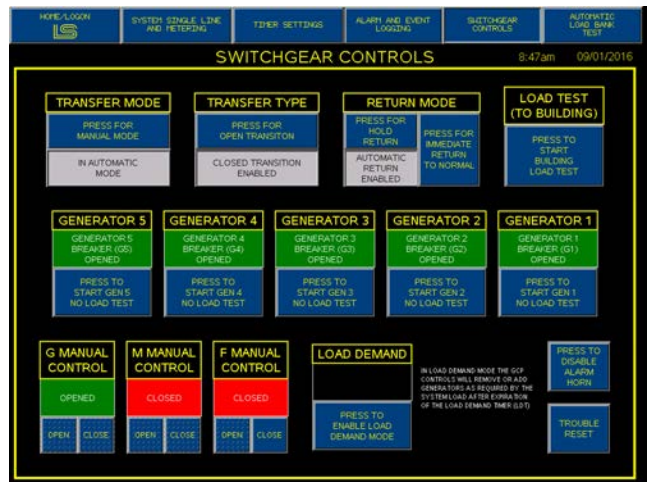 HOME/LOGON
LS
SYSTEM SINGLE LINE
AND METERING
TIMER SETTINGS
ALARM AND EVENT
LOGGING
SWITCHGEAR
CONTROLS
AUTOMATIC
LOAD BANK
TEST
SWITCHGEAR CONTROLS
8:47am
09/01/2016
TRANSFER MODE
PRESS FOR
MANUAL MODE
IN AUTOMATIC
MODE
TRANSFER TYPE
PRESS FOR
OPEN TRANSITON
CLOSED TRANSITION
ENABLED
RETURN MODE
PRESS FOR
HOLD
RETURN
AUTOMATIC
RETURN
ENABLED
PRESS FOR
IMMEDIATE
RETURN
TO NORMAL
LOAD TEST
(TO BUILDING)
PRESS TO
START
BUILDING
LOAD TEST
GENERATOR 5
GENERATOR 5
BREAKER (G5)
OPENED
PRESS TO
START GEN 5
NO LOAD TEST
GENERATOR 4
GENERATOR 4
BREAKER (G4)
OPENED
PRESS TO
START GEN 4
NO LOAD TEST
GENERATOR 3
GENERATOR 3
BREAKER (G3)
OPENED
PRESS TO
START GEN 3
NO LOAD TEST
GENERATOR 2
GENERATOR 2
BREAKER (G2)
OPENED
PRESS TO
START GEN 2
NO LOAD TEST
GENERATOR 1
GENERATOR 1
BREAKER (G1)
OPENED
PRESS TO
START GEN 1
NO LOAD TEST
G MANUAL
CONTROL
OPENED
OPEN
CLOSE
M MANUAL
CONTROL
CLOSED
OPEN
CLOSE
F MANUAL
CONTROL
CLOSED
OPEN
CLOSE
LOAD DEMAND
PRESS TO
ENABLE LOAD
DEMAND MODE
IN LOAD DEMAND MODE THE GCP
CONTROLS WILL REMOVE OR ADD
GENERATORS AS REQUIRED BY THE
SYSTEM LOAD AFTER EXPIRATION
OF THE LOAD DEMAND TIMER (LDT)
PRESS TO
DISABLE
ALARM
HORN
TROUBLE
RESET